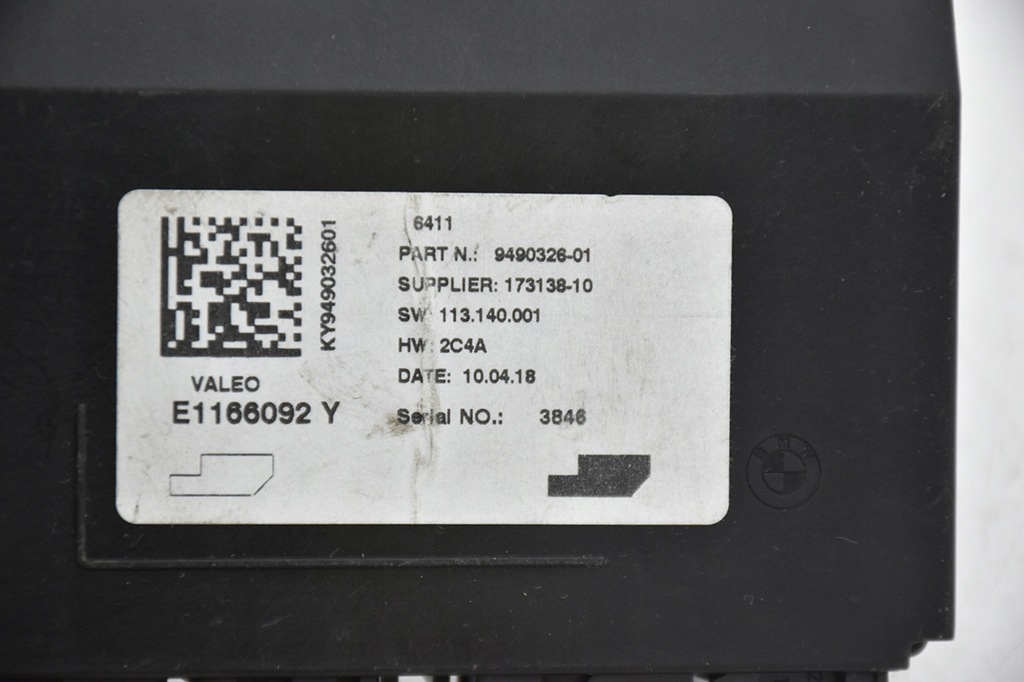 KY949032601
VALEO
E1166092 Y
6411
PART N.: 9490326-01
SUPPLIER: 173138-10
SW: 113.140.001
HW: 2C4A
DATE: 10.04.18
Serial NO.: 3846
BMW